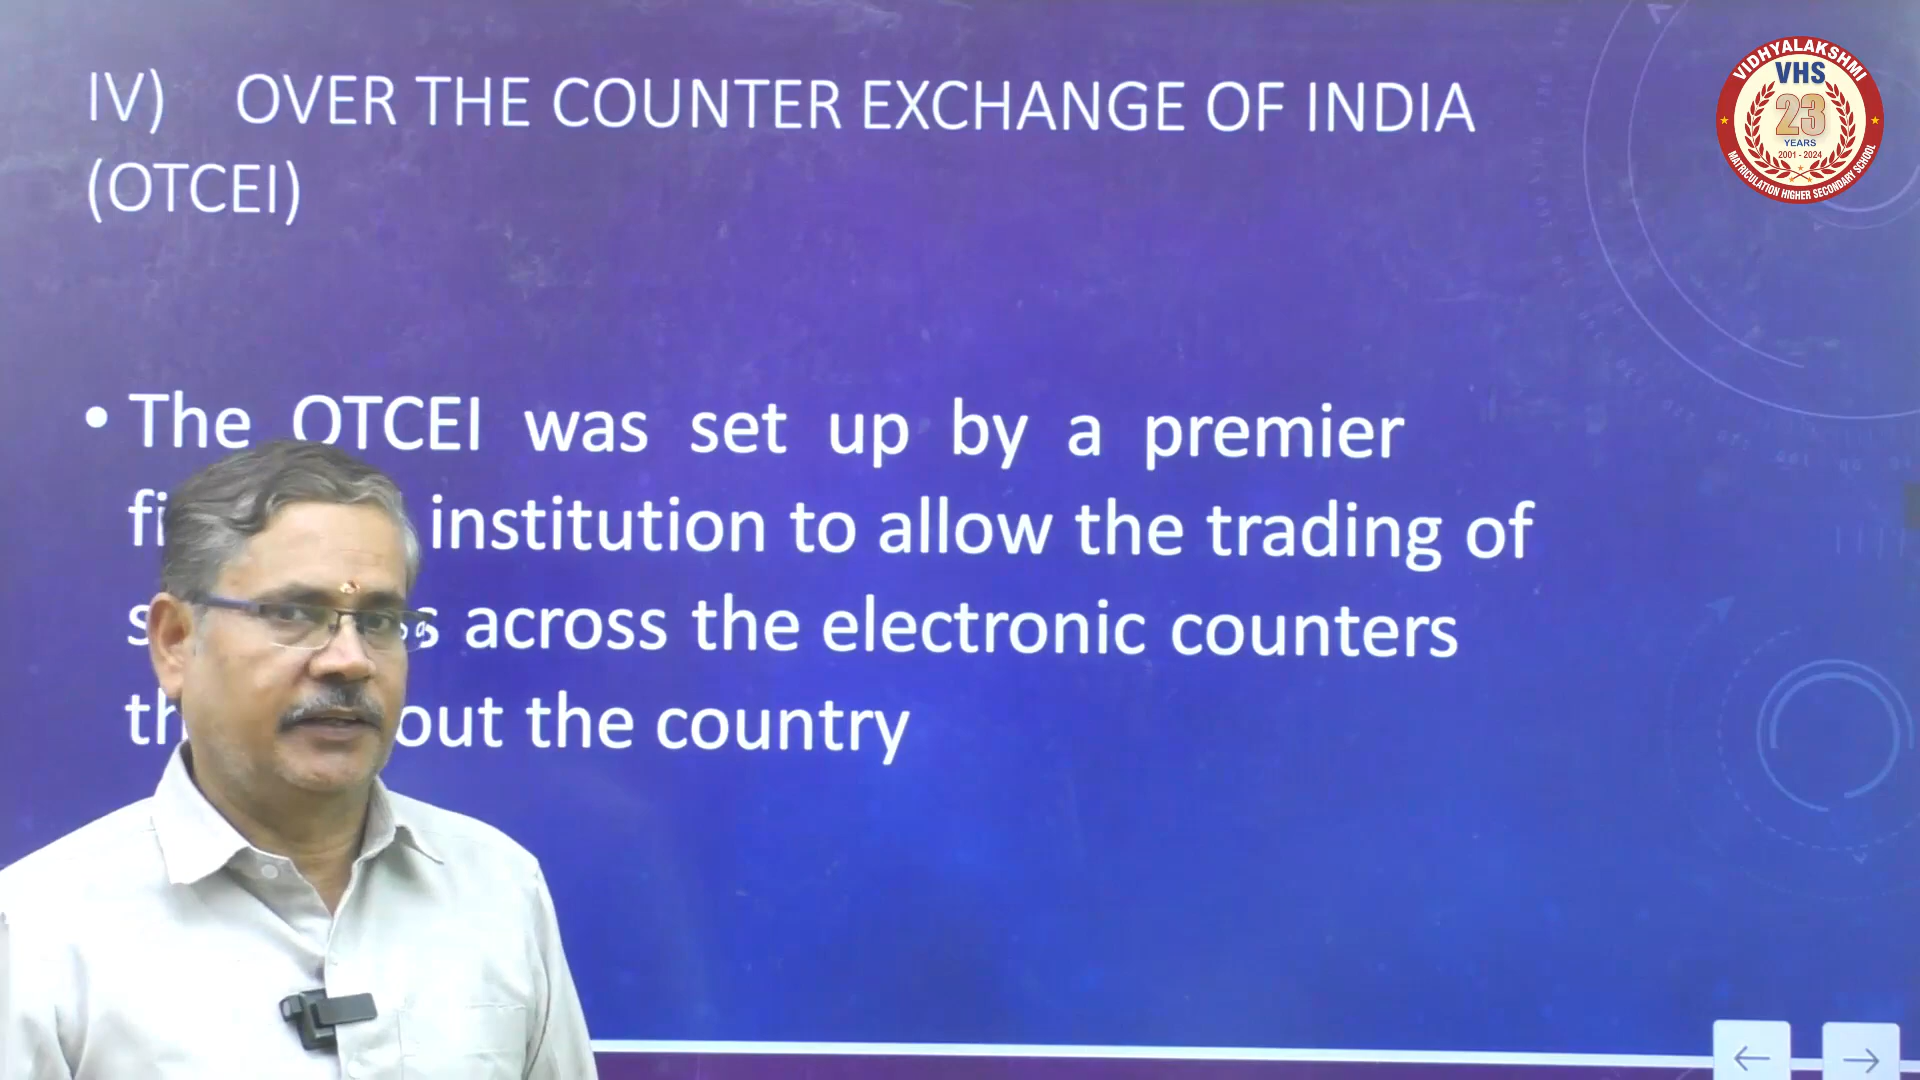 IV) OVER THE COUNTER EXCHANGE OF INDIA
(OTCEI)
• The OTCEI was set up by a premier
institution to allow the trading of
across the electronic counters
the country
VIDHYALAKSHMI
VHS
23
YEARS
2001 - 2024
MATRICULATION HIGHER SECONDARY SCHOOL